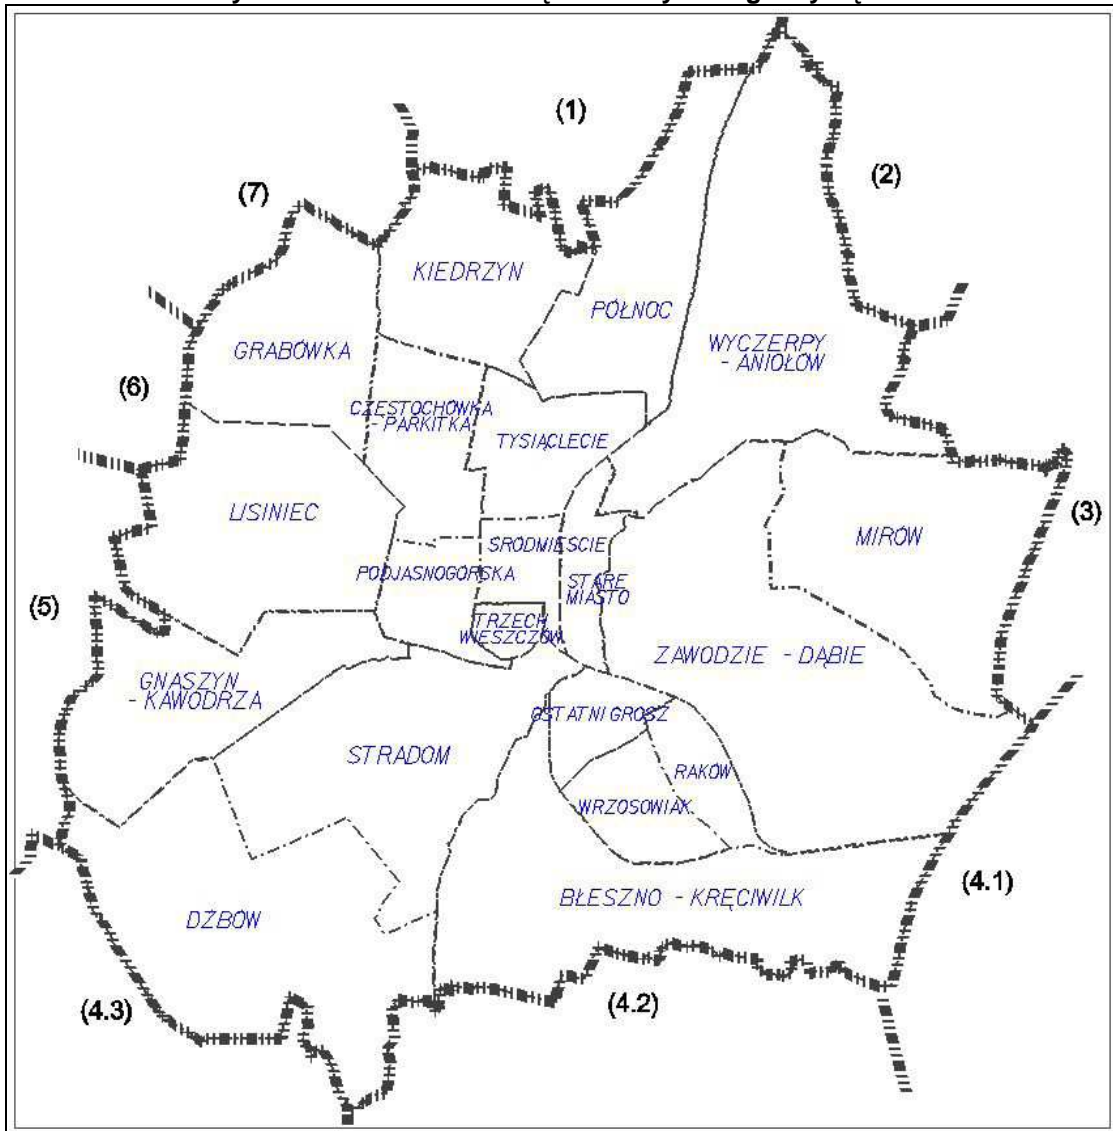 (1)
(2)
(7)
KIEDRZYN
PÓŁNOC
WYCZERPY
- ANIOŁÓW
GRABÓWKA
(6)
CZĘSTOCHÓWKA
- PARKITKA
TYSIĄCLECIE
LISINIEC
(3)
MIRÓW
ŚRÓDMIEŚCIE
PODJASNOGÓRSKA
STARE
MIASTO
(5)
TRZECH
WIESZCZÓW
ZAWODZIE - DĄBIE
GNASZYN
- KAWODRZA
OSTATNI GROSZ
STRADOM
RAKÓW
WRZOSOWIAK
(4.1)
BŁESZNO - KRĘCIWILK
DŹBÓW
(4.2)
(4.3)